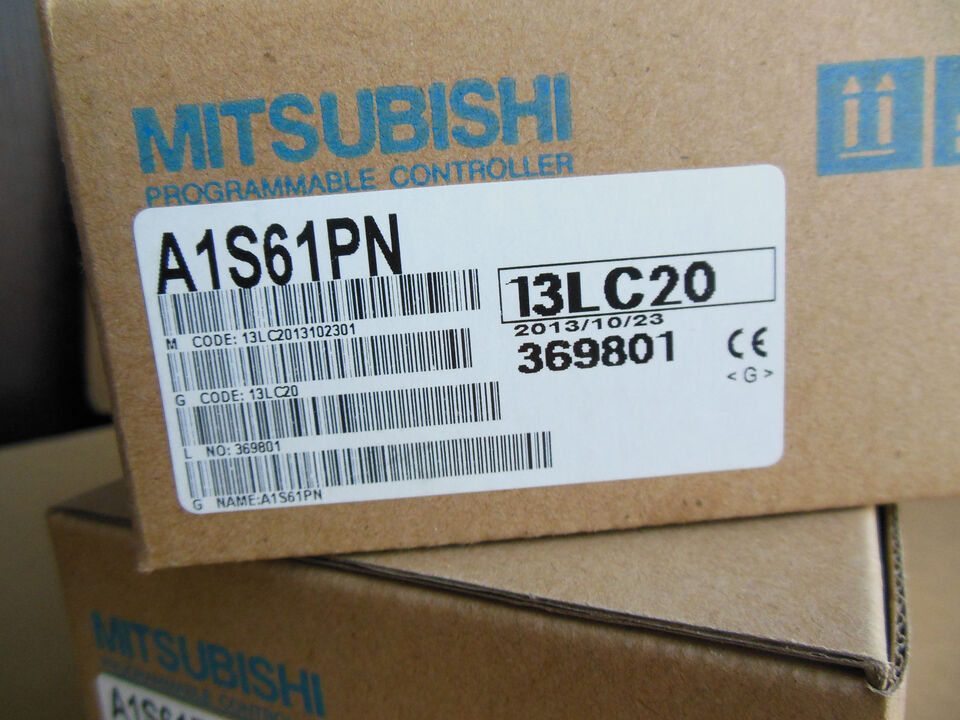 MITSUBISHI
PROGRAMMABLE CONTROLLER
A1S61PN
13LC20
2013/10/23
369801
CE
<G>
M CODE: 13LC2013102301
G CODE: 13LC20
L NO: 369801
G NAME:A1S61PN
MITSUBISHI
PROGRAMMABLE